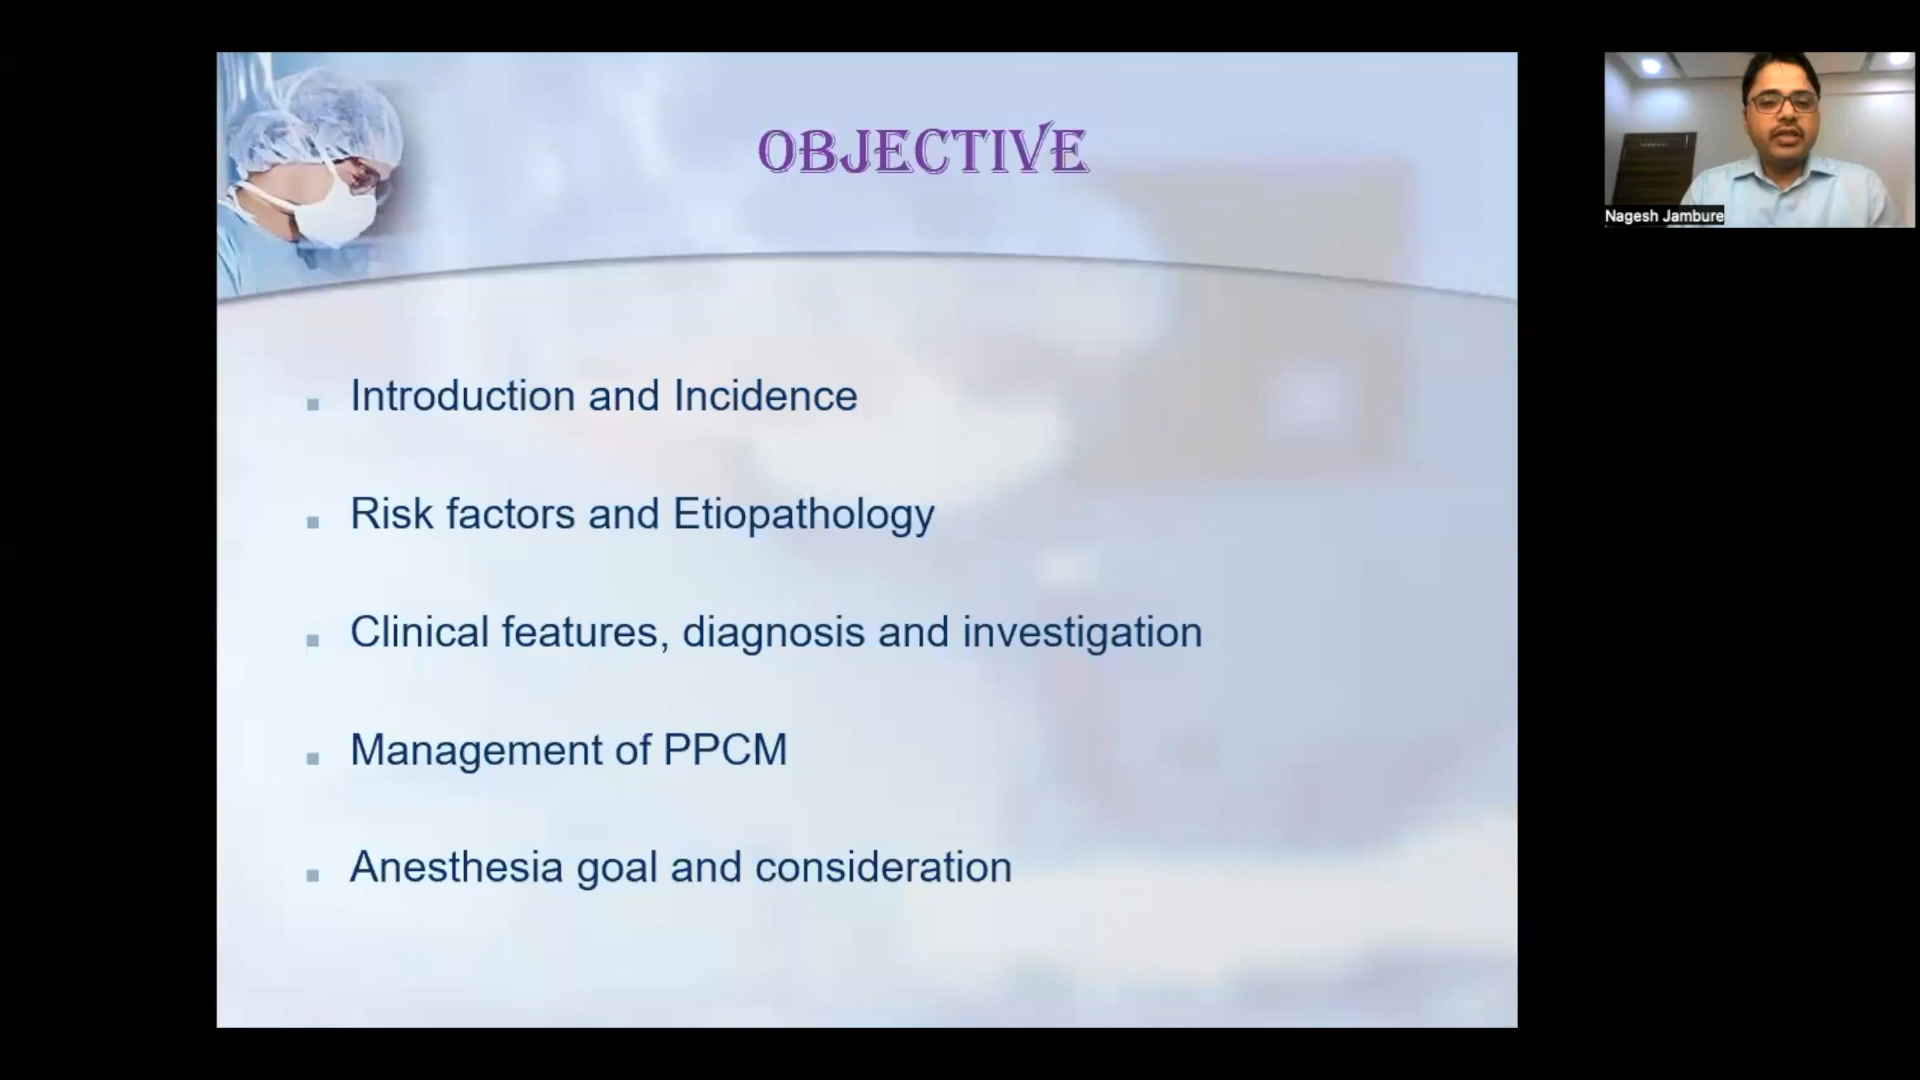 OBJECTIVE
Introduction and Incidence
Risk factors and Etiopathology
Clinical features, diagnosis and investigation
Management of PPCM
Anesthesia goal and consideration
Nagesh Jambure